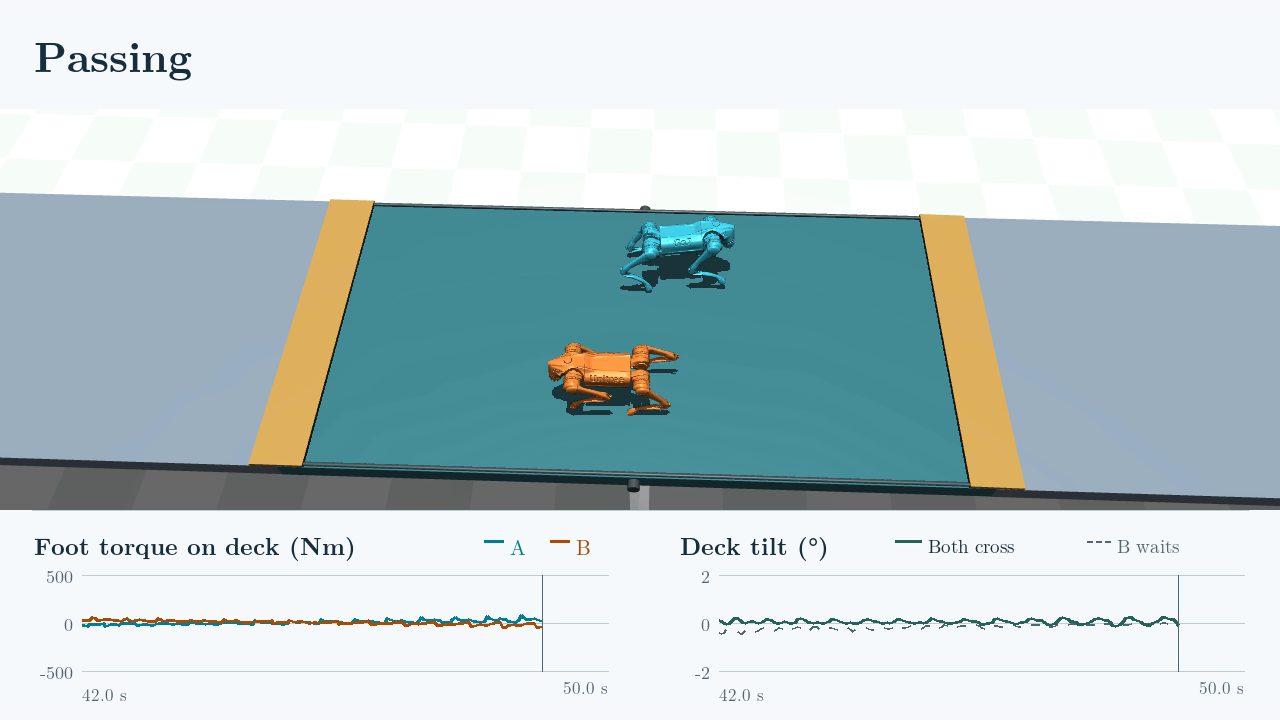 Passing
Unitree
Foot torque on deck (Nm)
A
B
500
0
-500
42.0 s
50.0 s
Deck tilt (°)
Both cross
B waits
2
0
-2
42.0 s
50.0 s